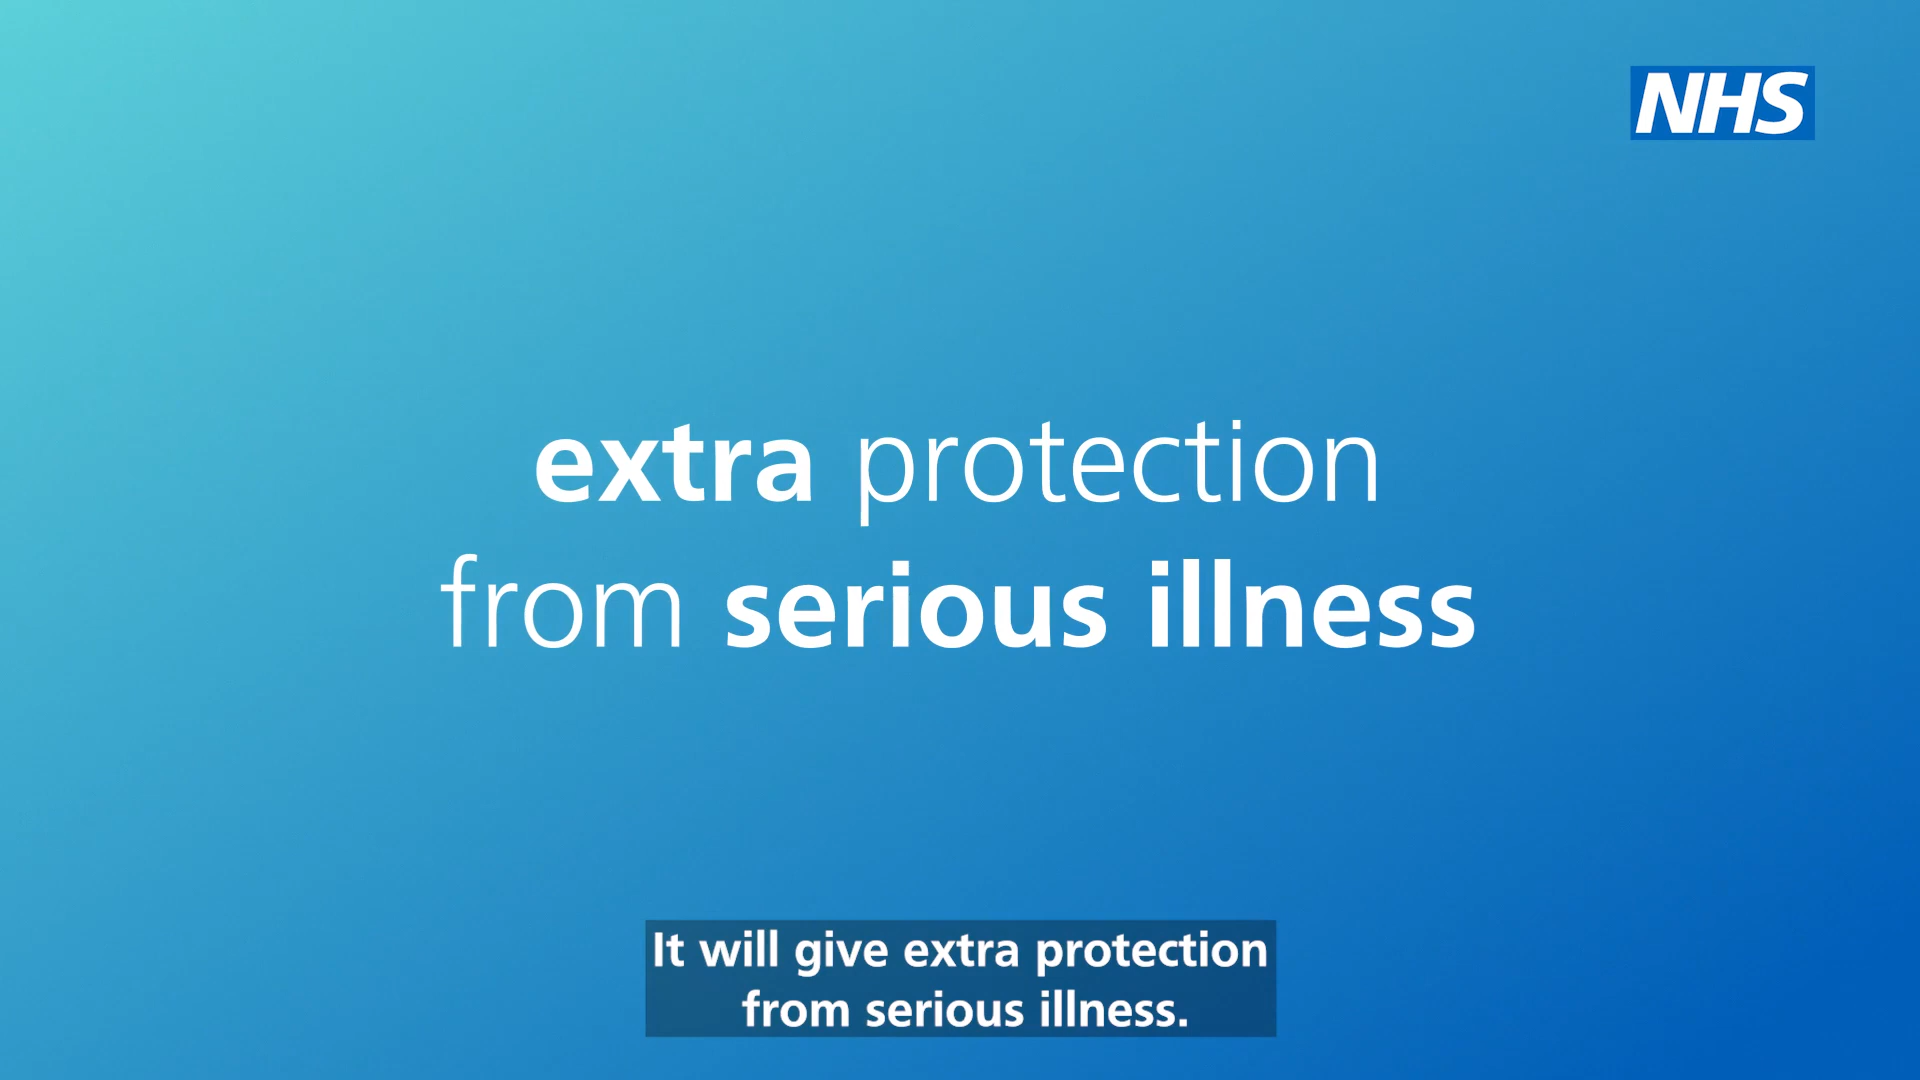 NHS
extra protection
from serious illness
It will give extra protection
from serious illness.